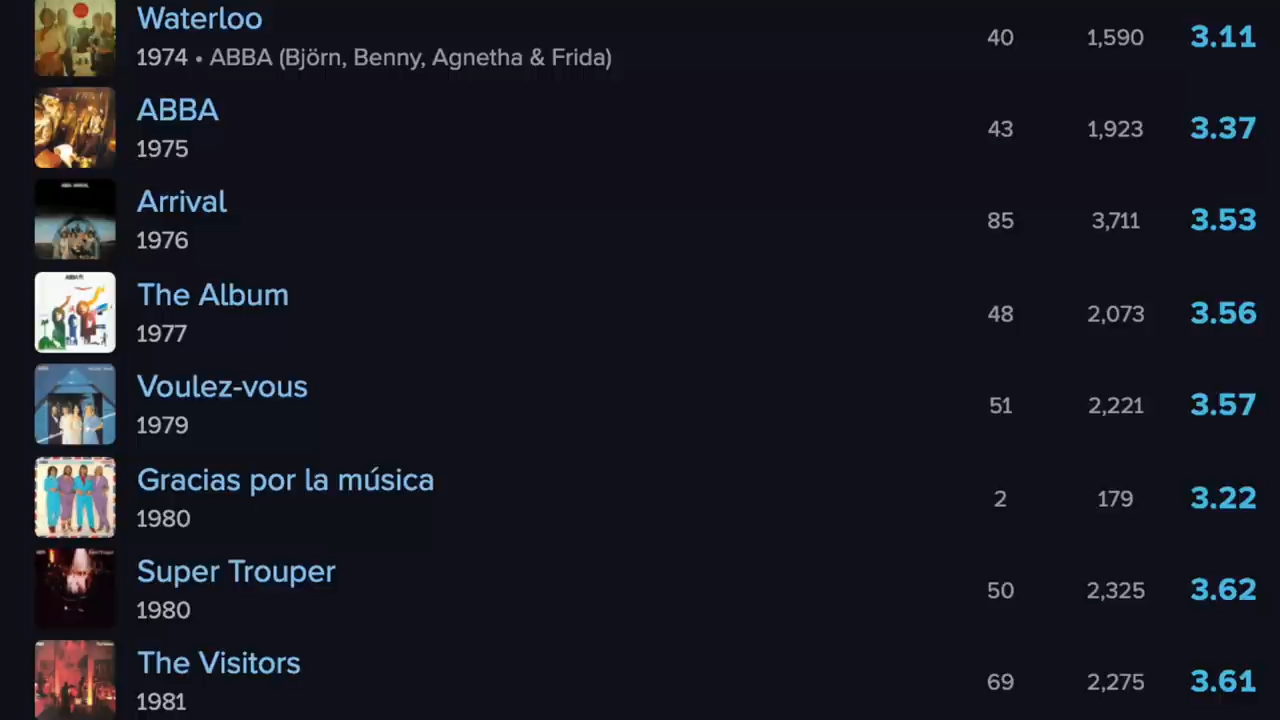 Waterloo
1974 • ABBA (Björn, Benny, Agnetha & Frida)
40 1,590 3.11
ABBA
1975
43 1,923 3.37
Arrival
1976
85 3,711 3.53
The Album
1977
48 2,073 3.56
Voulez-vous
1979
51 2,221 3.57
Gracias por la música
1980
2 179 3.22
Super Trouper
1980
50 2,325 3.62
The Visitors
1981
69 2,275 3.61